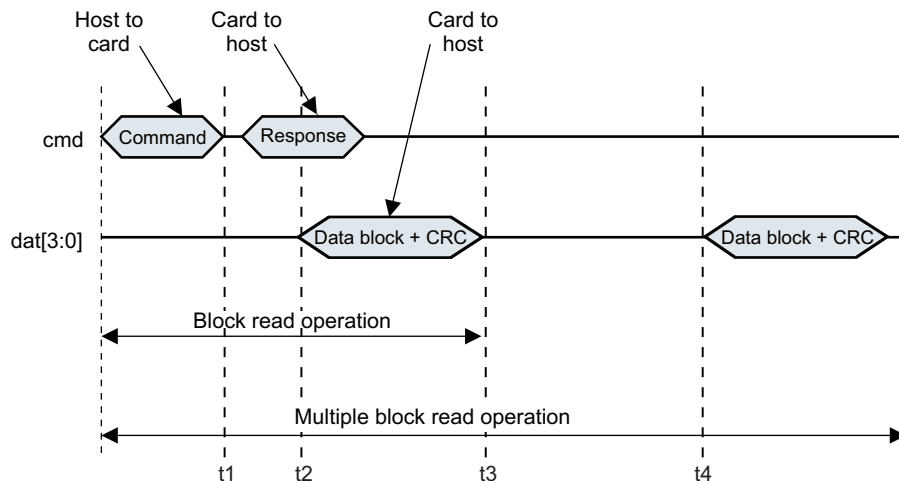 Host to
card
Card to
host
Card to
host
cmd
Command
Response
dat[3:0]
Data block + CRC
Data block + CRC
Block read operation
Multiple block read operation
t1
t2
t3
t4